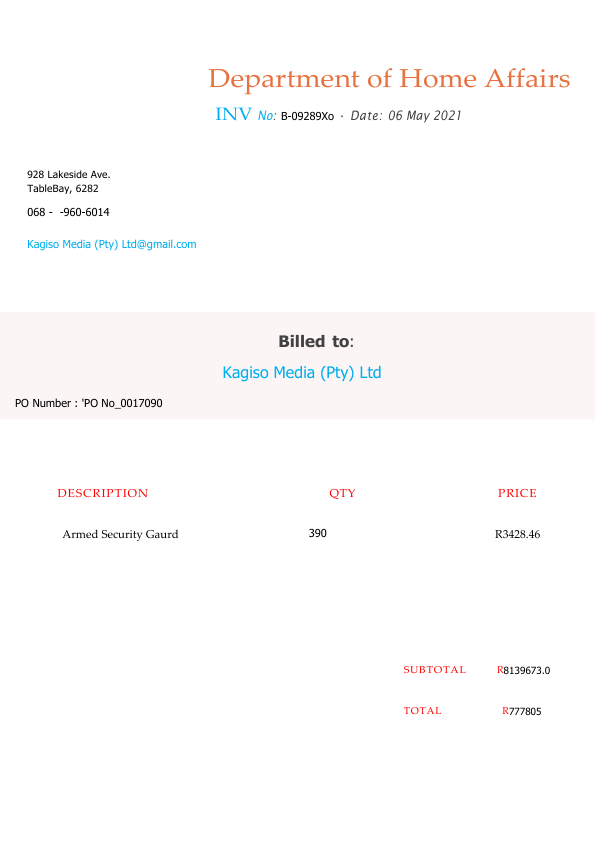 Department of Home Affairs
INV No: B-09289Xo · Date: 06 May 2021
928 Lakeside Ave.
TableBay, 6282
068 -  -960-6014
Kagiso Media (Pty) Ltd@gmail.com
Billed to:
Kagiso Media (Pty) Ltd
PO Number : 'PO No_0017090
DESCRIPTION QTY PRICE
Armed Security Gaurd 390 R3428.46
SUBTOTAL R8139673.0
TOTAL R777805